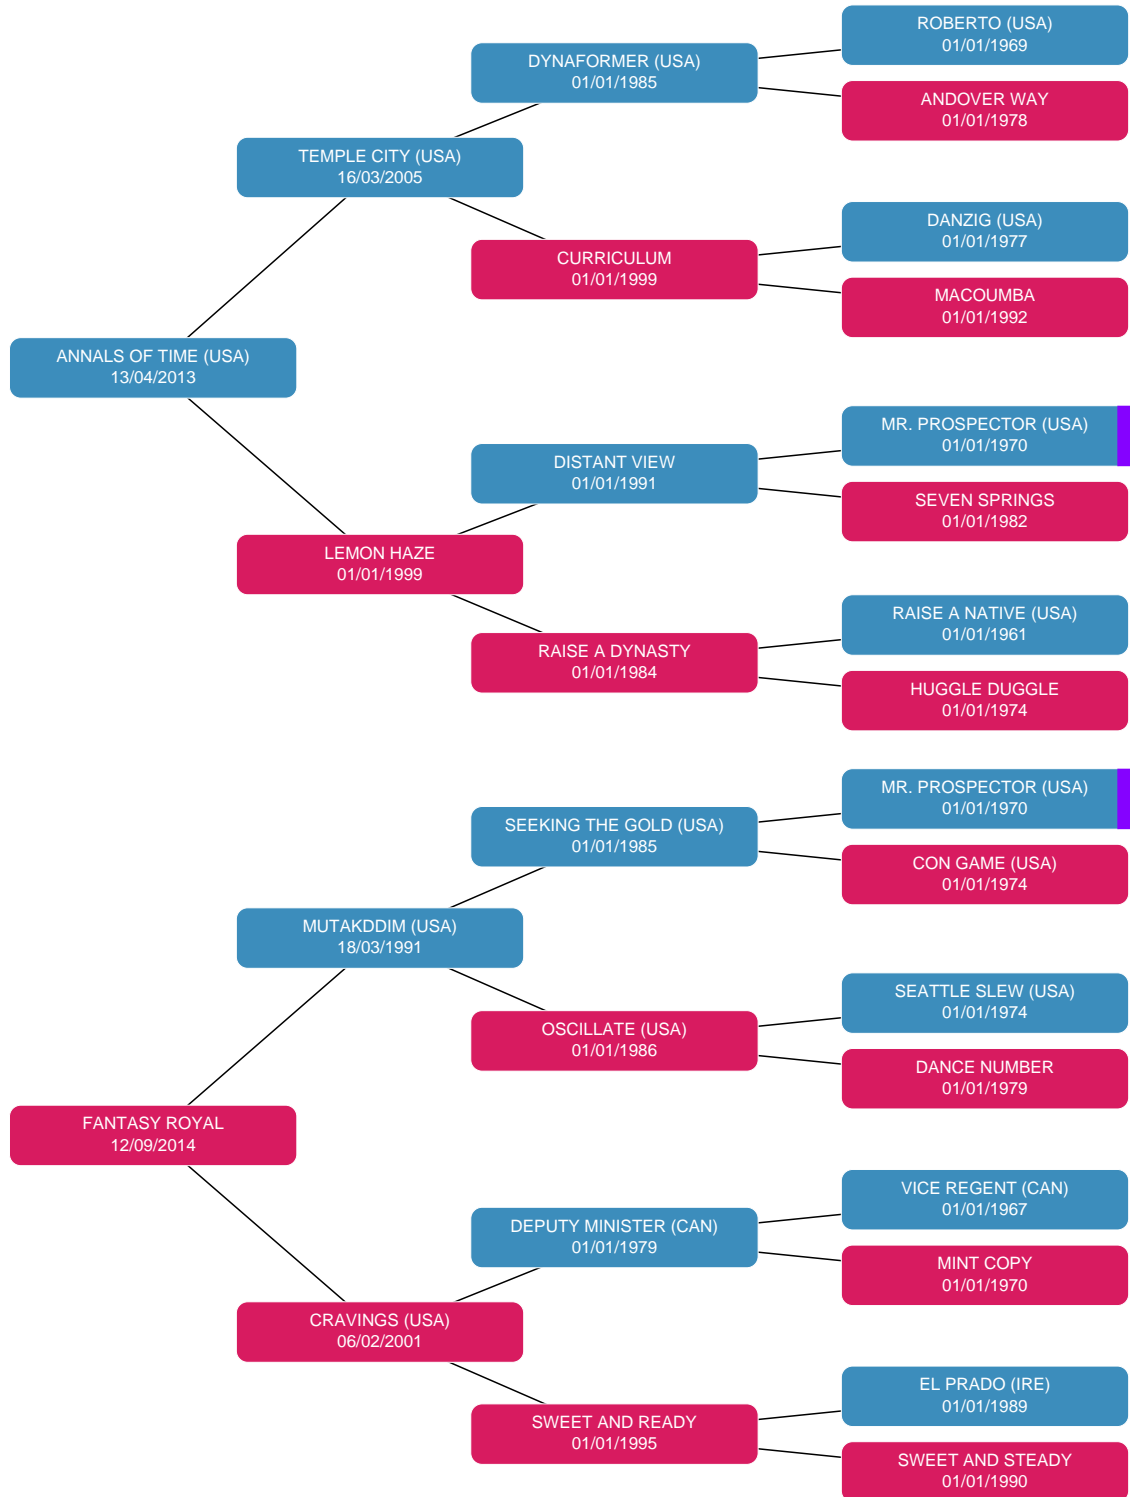 ROBERTO (USA)
01/01/1969
DYNAFORMER (USA)
01/01/1985
ANDOVER WAY
01/01/1978
TEMPLE CITY (USA)
16/03/2005
DANZIG (USA)
01/01/1977
CURRICULUM
01/01/1999
MACOUMBA
01/01/1992
ANNALS OF TIME (USA)
13/04/2013
MR. PROSPECTOR (USA)
01/01/1970
DISTANT VIEW
01/01/1991
SEVEN SPRINGS
01/01/1982
LEMON HAZE
01/01/1999
RAISE A NATIVE (USA)
01/01/1961
RAISE A DYNASTY
01/01/1984
HUGGLE DUGGLE
01/01/1974
MR. PROSPECTOR (USA)
01/01/1970
SEEKING THE GOLD (USA)
01/01/1985
CON GAME (USA)
01/01/1974
MUTAKDDIM (USA)
18/03/1991
SEATTLE SLEW (USA)
01/01/1974
OSCILLATE (USA)
01/01/1986
DANCE NUMBER
01/01/1979
FANTASY ROYAL
12/09/2014
VICE REGENT (CAN)
01/01/1967
DEPUTY MINISTER (CAN)
01/01/1979
MINT COPY
01/01/1970
CRAVINGS (USA)
06/02/2001
EL PRADO (IRE)
01/01/1989
SWEET AND READY
01/01/1995
SWEET AND STEADY
01/01/1990